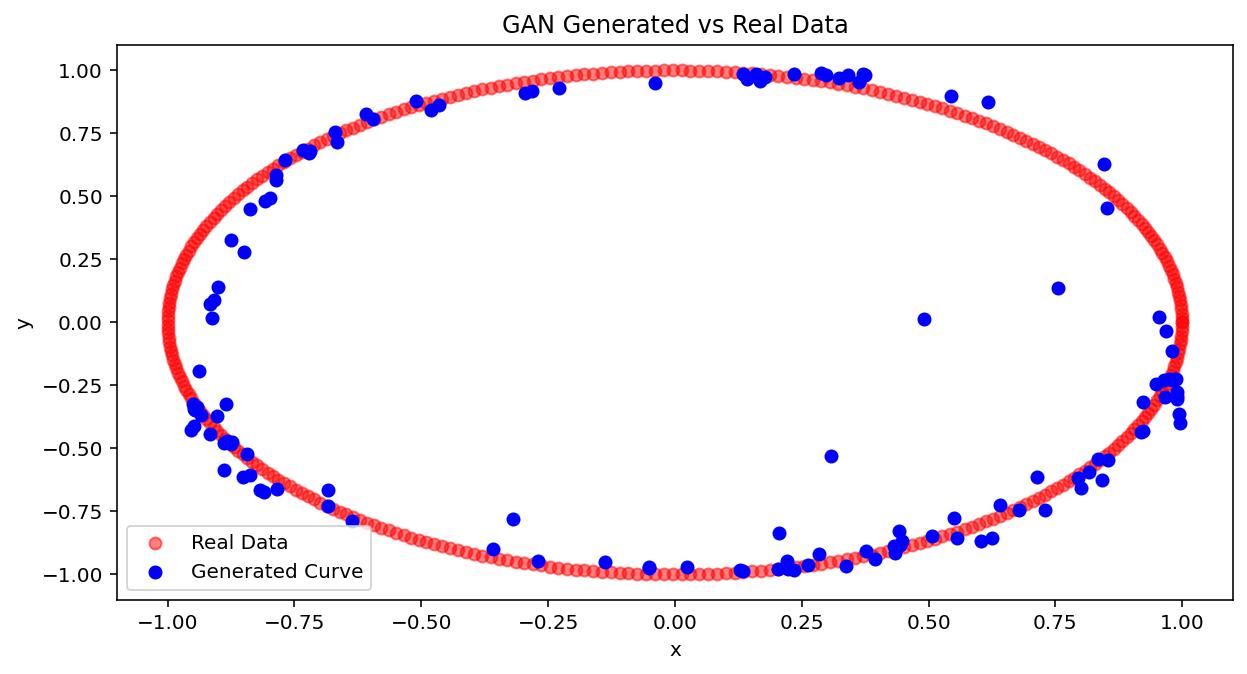 GAN Generated vs Real Data
1.00
0.75
0.50
0.25
0.00
−0.25
−0.50
−0.75
−1.00
y
Real Data
Generated Curve
−1.00 −0.75 −0.50 −0.25 0.00 0.25 0.50 0.75 1.00
x